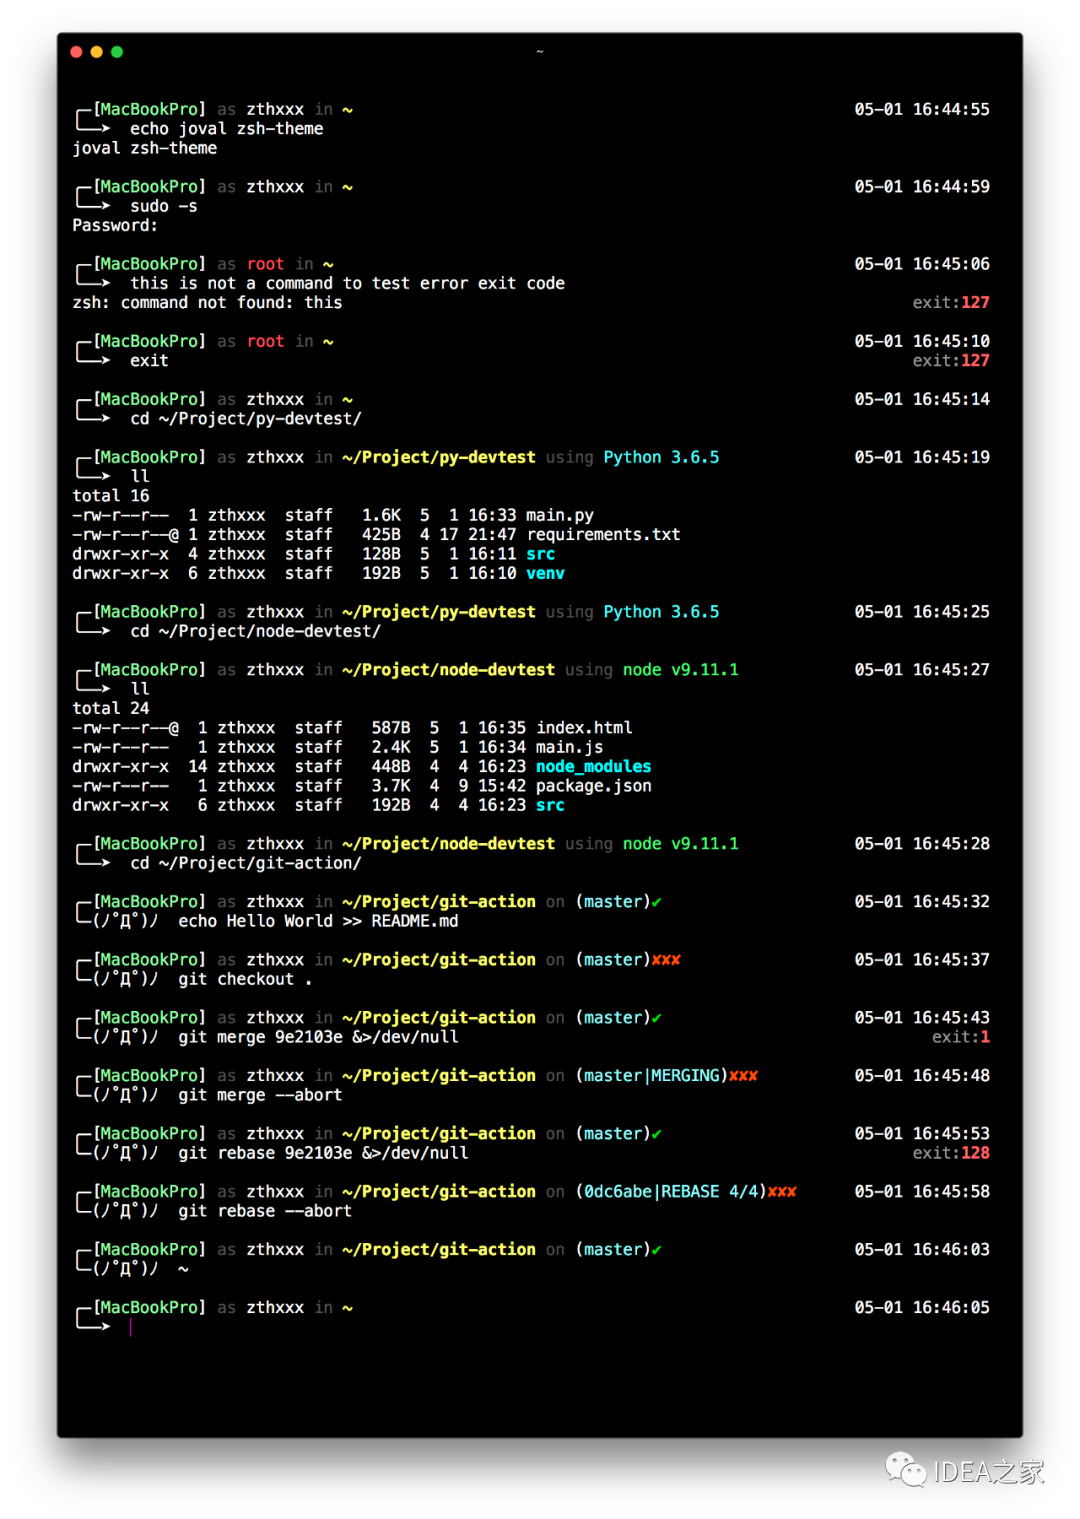 ~
╭─[MacBookPro] as zthxxx in ~ 05-01 16:44:55
╰──➤ echo joval zsh-theme
joval zsh-theme
╭─[MacBookPro] as zthxxx in ~ 05-01 16:44:59
╰──➤ sudo -s
Password:
╭─[MacBookPro] as root in ~ 05-01 16:45:06
╰──➤ this is not a command to test error exit code
zsh: command not found: this exit:127
╭─[MacBookPro] as root in ~ 05-01 16:45:10
╰──➤ exit exit:127
╭─[MacBookPro] as zthxxx in ~ 05-01 16:45:14
╰──➤ cd ~/Project/py-devtest/
╭─[MacBookPro] as zthxxx in ~/Project/py-devtest using Python 3.6.5 05-01 16:45:19
╰──➤ ll
total 16
-rw-r--r-- 1 zthxxx staff 1.6K 5 1 16:33 main.py
-rw-r--r--@ 1 zthxxx staff 425B 4 17 21:47 requirements.txt
drwxr-xr-x 4 zthxxx staff 128B 5 1 16:11 src
drwxr-xr-x 6 zthxxx staff 192B 5 1 16:10 venv
╭─[MacBookPro] as zthxxx in ~/Project/py-devtest using Python 3.6.5 05-01 16:45:25
╰──➤ cd ~/Project/node-devtest/
╭─[MacBookPro] as zthxxx in ~/Project/node-devtest using node v9.11.1 05-01 16:45:27
╰──➤ ll
total 24
-rw-r--r--@ 1 zthxxx staff 587B 5 1 16:35 index.html
-rw-r--r-- 1 zthxxx staff 2.4K 5 1 16:34 main.js
drwxr-xr-x 14 zthxxx staff 448B 4 4 16:23 node_modules
-rw-r--r-- 1 zthxxx staff 3.7K 4 9 15:42 package.json
drwxr-xr-x 6 zthxxx staff 192B 4 4 16:23 src
╭─[MacBookPro] as zthxxx in ~/Project/node-devtest using node v9.11.1 05-01 16:45:28
╰──➤ cd ~/Project/git-action/
╭─[MacBookPro] as zthxxx in ~/Project/git-action on (master)✔ 05-01 16:45:32
╰─(ﾉ˚Д˚)ﾉ echo Hello World >> README.md
╭─[MacBookPro] as zthxxx in ~/Project/git-action on (master)✘✘✘ 05-01 16:45:37
╰─(ﾉ˚Д˚)ﾉ git checkout .
╭─[MacBookPro] as zthxxx in ~/Project/git-action on (master)✔ 05-01 16:45:43
╰─(ﾉ˚Д˚)ﾉ git merge 9e2103e &>/dev/null exit:1
╭─[MacBookPro] as zthxxx in ~/Project/git-action on (master|MERGING)✘✘✘ 05-01 16:45:48
╰─(ﾉ˚Д˚)ﾉ git merge --abort
╭─[MacBookPro] as zthxxx in ~/Project/git-action on (master)✔ 05-01 16:45:53
╰─(ﾉ˚Д˚)ﾉ git rebase 9e2103e &>/dev/null exit:128
╭─[MacBookPro] as zthxxx in ~/Project/git-action on (0dc6abe|REBASE 4/4)✘✘✘ 05-01 16:45:58
╰─(ﾉ˚Д˚)ﾉ git rebase --abort
╭─[MacBookPro] as zthxxx in ~/Project/git-action on (master)✔ 05-01 16:46:03
╰─(ﾉ˚Д˚)ﾉ ~
╭─[MacBookPro] as zthxxx in ~ 05-01 16:46:05
╰──➤
IDEA之家